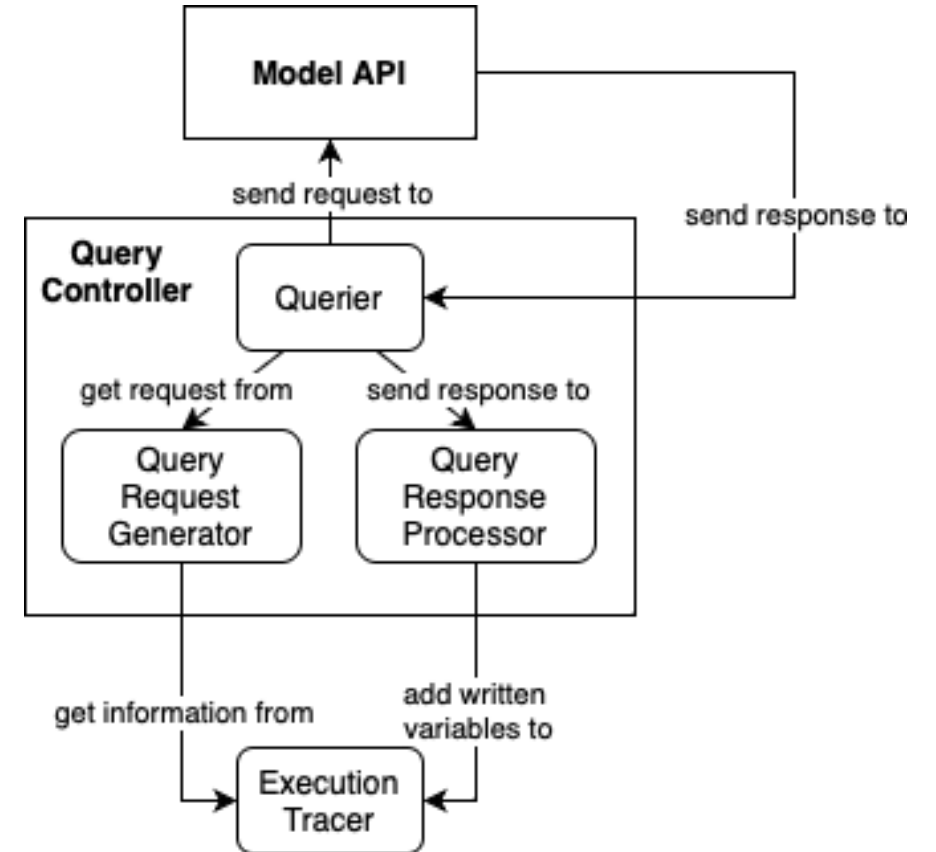 Model API
send request to
send response to
Query
Controller
Querier
get request from
send response to
Query
Request
Generator
Query
Response
Processor
get information from
add written
variables to
Execution
Tracer